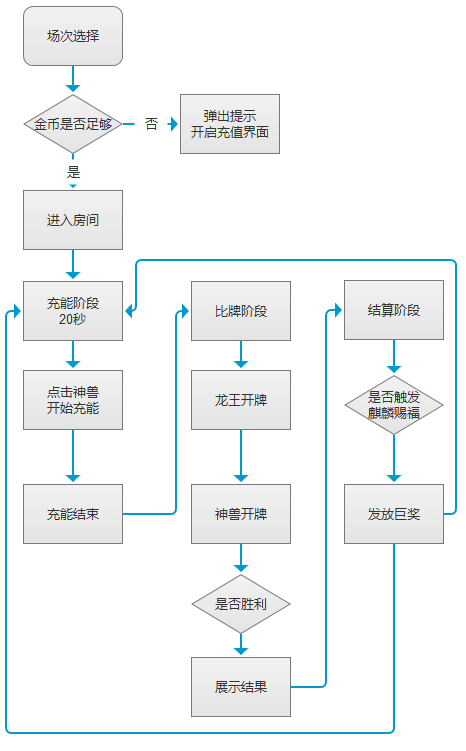 场次选择
金币是否足够
否
弹出提示
开启充值界面
是
进入房间
充能阶段
20秒
点击神兽
开始充能
充能结束
比牌阶段
龙王开牌
神兽开牌
是否胜利
展示结果
结算阶段
是否触发
麒麟赐福
发放巨奖